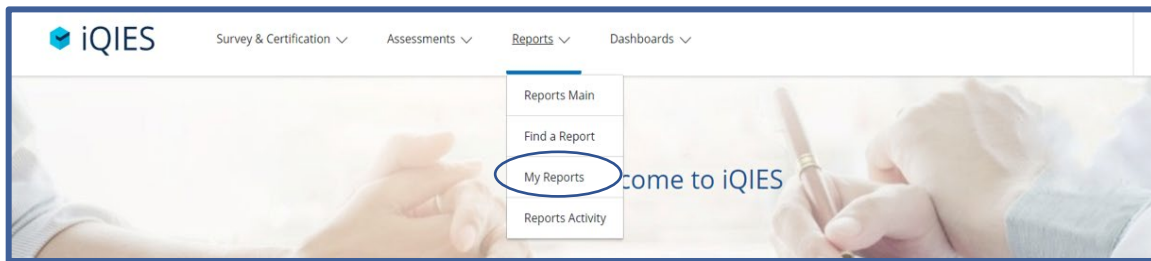 iQIES Survey & Certification Assessments Reports Dashboards
Reports Main
Find a Report
My Reports
come to iQIES
Reports Activity